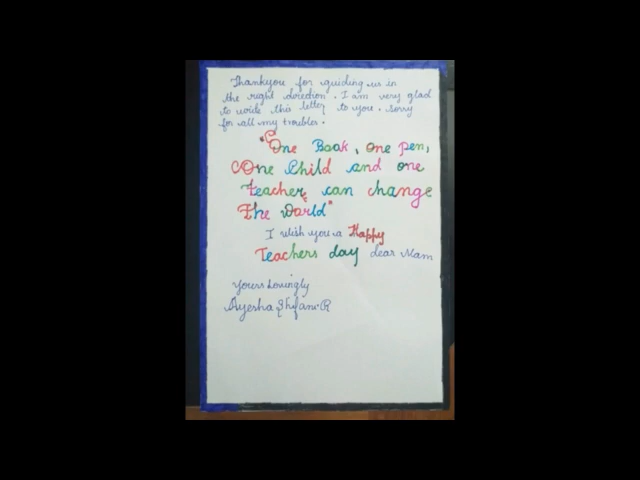 Thankyou for guiding us in
the right direction. I am very glad
to write this letter to you. Sorry
for all my troubles.
"One Book, one pen,
One Child and one
teacher can change
The world"
I wish you a Happy
Teachers day dear Mam
Yours Lovingly
Ayesha Shifani.R